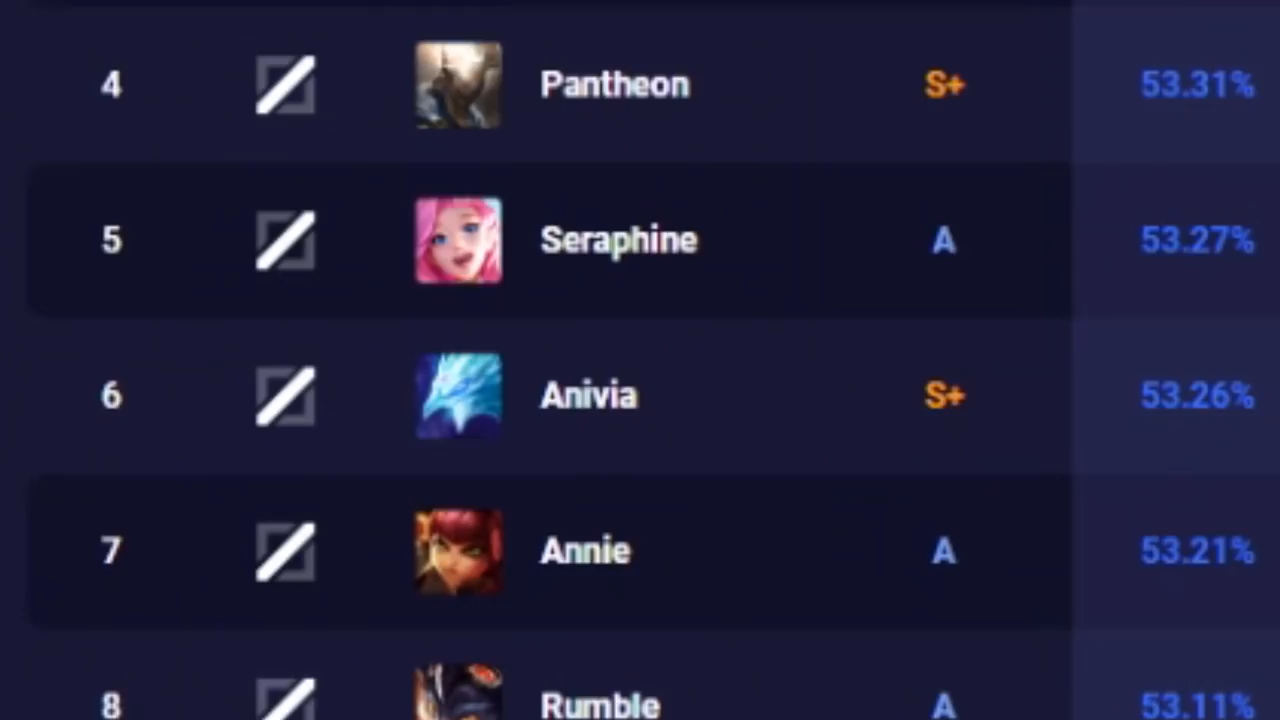 4 Pantheon S+ 53.31%
5 Seraphine A 53.27%
6 Anivia S+ 53.26%
7 Annie A 53.21%
8 Rumble A 53.11%